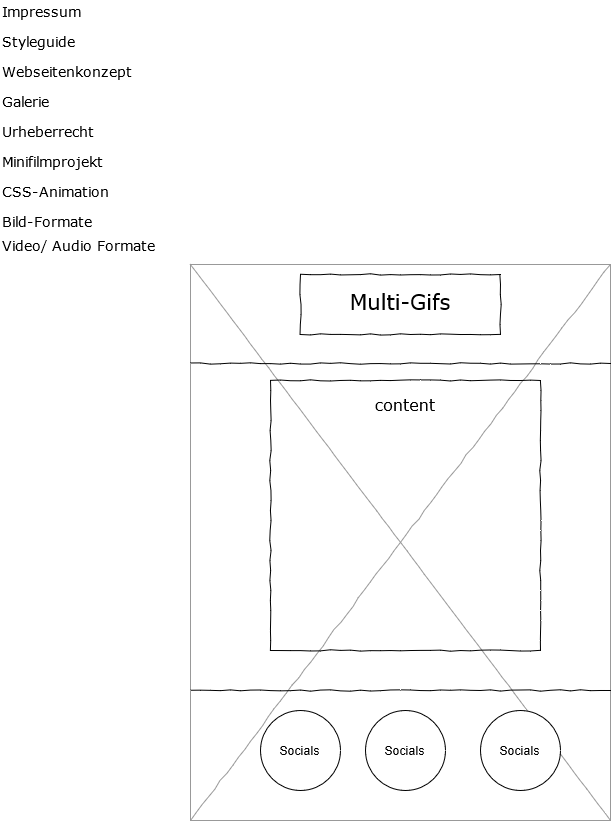 Impressum
Styleguide
Webseitenkonzept
Galerie
Urheberrecht
Minifilmprojekt
CSS-Animation
Bild-Formate
Video/ Audio Formate
Multi-Gifs
content
Socials Socials Socials